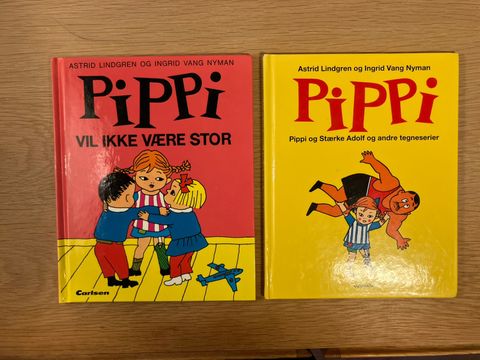 ASTRID LINDGREN OG INGRID VANG NYMAN
PiPPi
VIL IKKE VÆRE STOR
Carlsen
Astrid Lindgren og Ingrid Vang Nyman
PiPPi
Pippi og Stærke Adolf og andre tegneserier